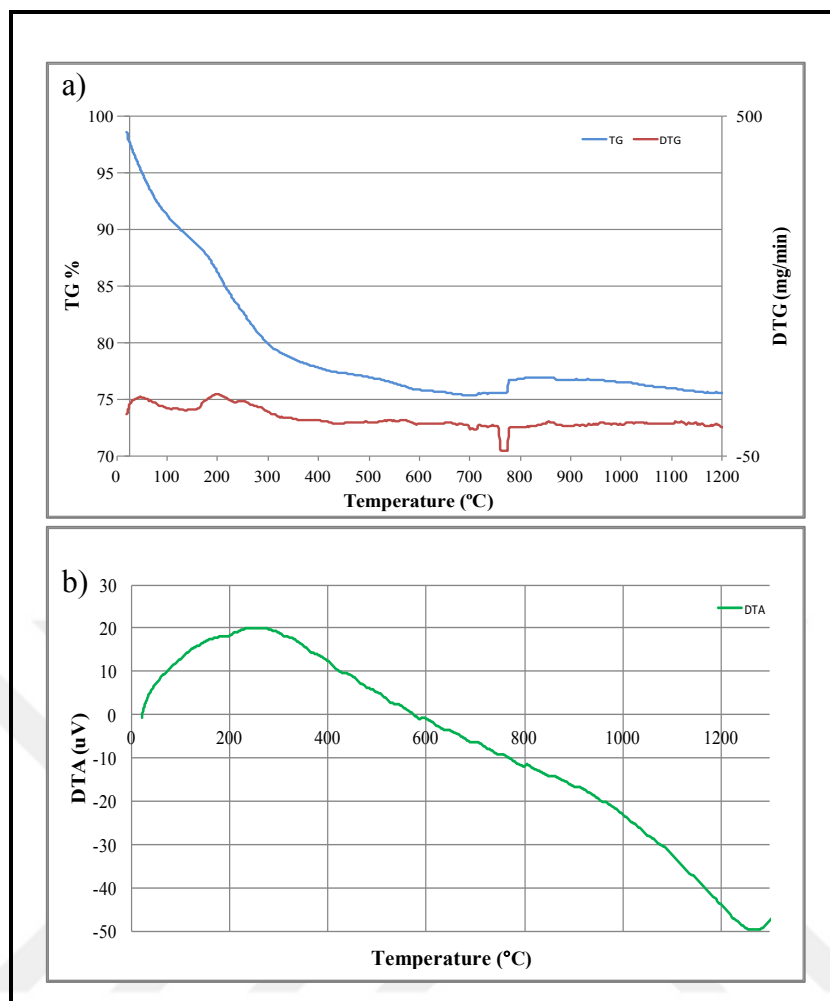 a)
100
95
90
85
80
75
70
TG %
TG
DTG
500
-50
DTG (mg/min)
0 100 200 300 400 500 600 700 800 900 1000 1100 1200
Temperature (ºC)
b)
30
20
10
0
-10
-20
-30
-40
-50
DTA (uV)
DTA
0 200 400 600 800 1000 1200
Temperature (°C)